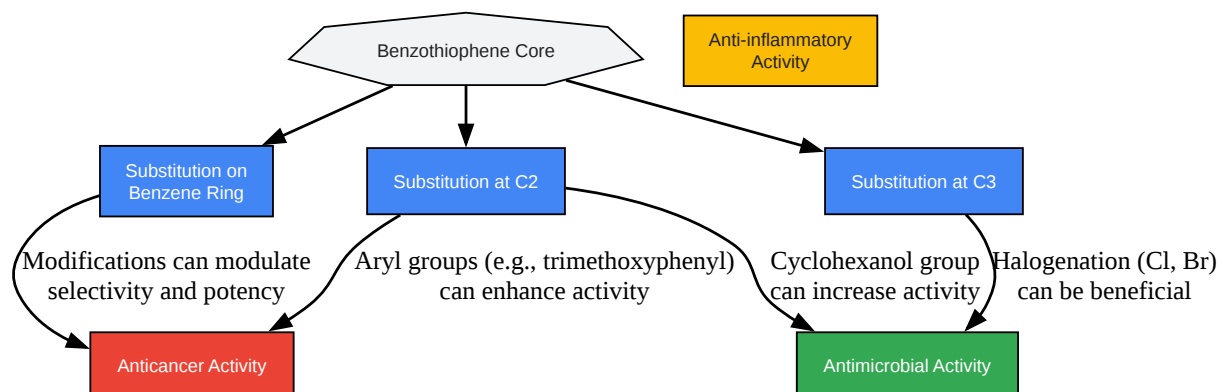 Benzothiophene Core
Anti-inflammatory
Activity
Substitution on
Benzene Ring
Substitution at C2
Substitution at C3
Modifications can modulate
selectivity and potency
Aryl groups (e.g., trimethoxyphenyl)
can enhance activity
Cyclohexanol group
can increase activity
Halogenation (Cl, Br)
can be beneficial
Anticancer Activity
Antimicrobial Activity